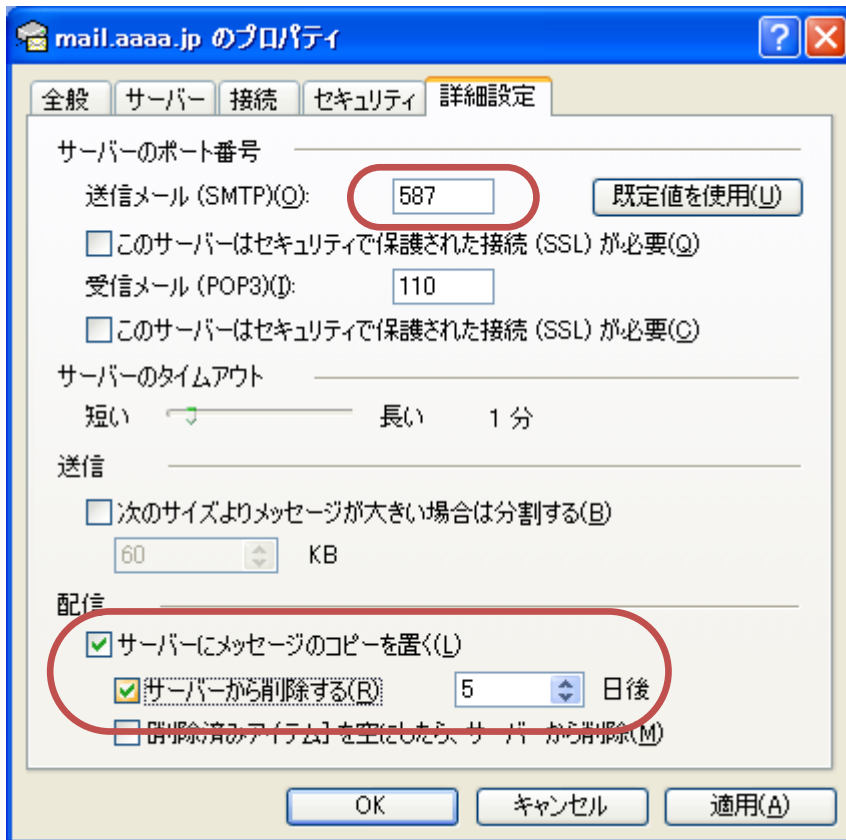 mail.aaaa.jp のプロパティ
全般 サーバー 接続 セキュリティ 詳細設定
サーバーのポート番号
送信メール (SMTP)(O): 587 既定値を使用(U)
このサーバーはセキュリティで保護された接続 (SSL) が必要(Q)
受信メール (POP3)(I): 110
このサーバーはセキュリティで保護された接続 (SSL) が必要(C)
サーバーのタイムアウト
短い 長い 1 分
送信
次のサイズよりメッセージが大きい場合は分割する(B)
60 KB
配信
サーバーにメッセージのコピーを置く(L)
サーバーから削除する(R) 5 日後
[削除済みアイテム] を空にしたら、サーバーから削除(M)
OK キャンセル 適用(A)